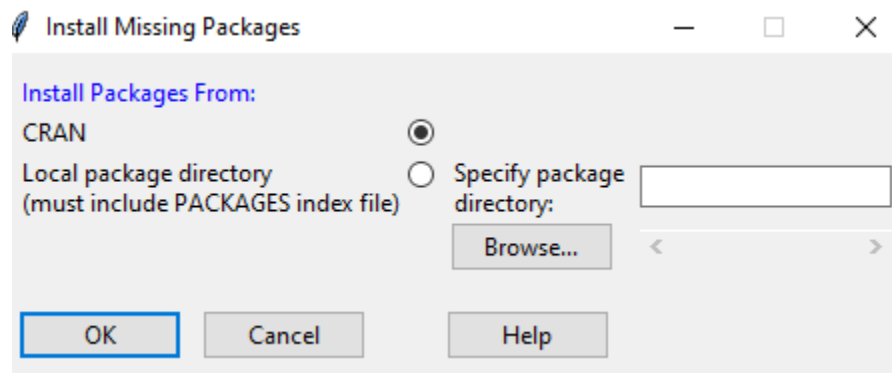 Install Missing Packages
Install Packages From:
CRAN
Local package directory
(must include PACKAGES index file)
Specify package
directory:
Browse...
OK
Cancel
Help